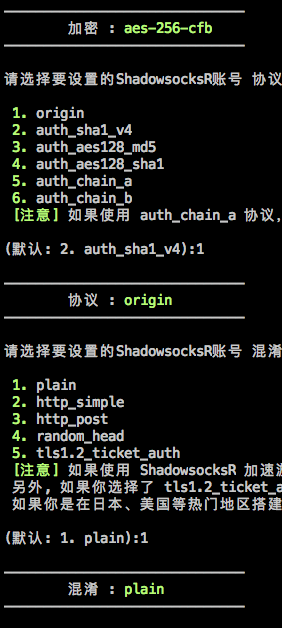 加密 : aes-256-cfb
请选择要设置的ShadowsocksR账号 协议
1. origin
2. auth_sha1_v4
3. auth_aes128_md5
4. auth_aes128_sha1
5. auth_chain_a
6. auth_chain_b
[注意] 如果使用 auth_chain_a 协议,
(默认: 2. auth_sha1_v4):1
协议 : origin
请选择要设置的ShadowsocksR账号 混淆
1. plain
2. http_simple
3. http_post
4. random_head
5. tls1.2_ticket_auth
[注意] 如果使用 ShadowsocksR 加速游
另外, 如果你选择了 tls1.2_ticket_a
如果你是在日本、美国等热门地区搭建
(默认: 1. plain):1
混淆 : plain